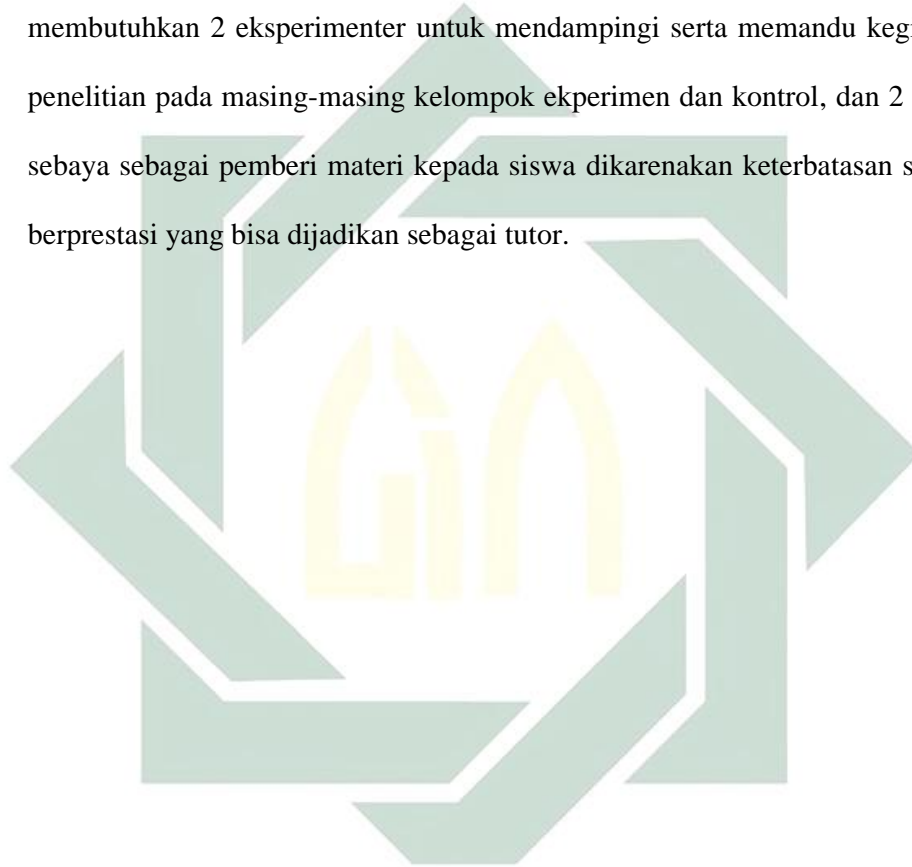 membutuhkan 2 eksperimenter untuk mendampingi serta memandu
penelitian pada masing-masing kelompok ekperimen dan kontrol, dan 2
sebaya sebagai pemberi materi kepada siswa dikarenakan keterbatasan
berprestasi yang bisa dijadikan sebagai tutor.